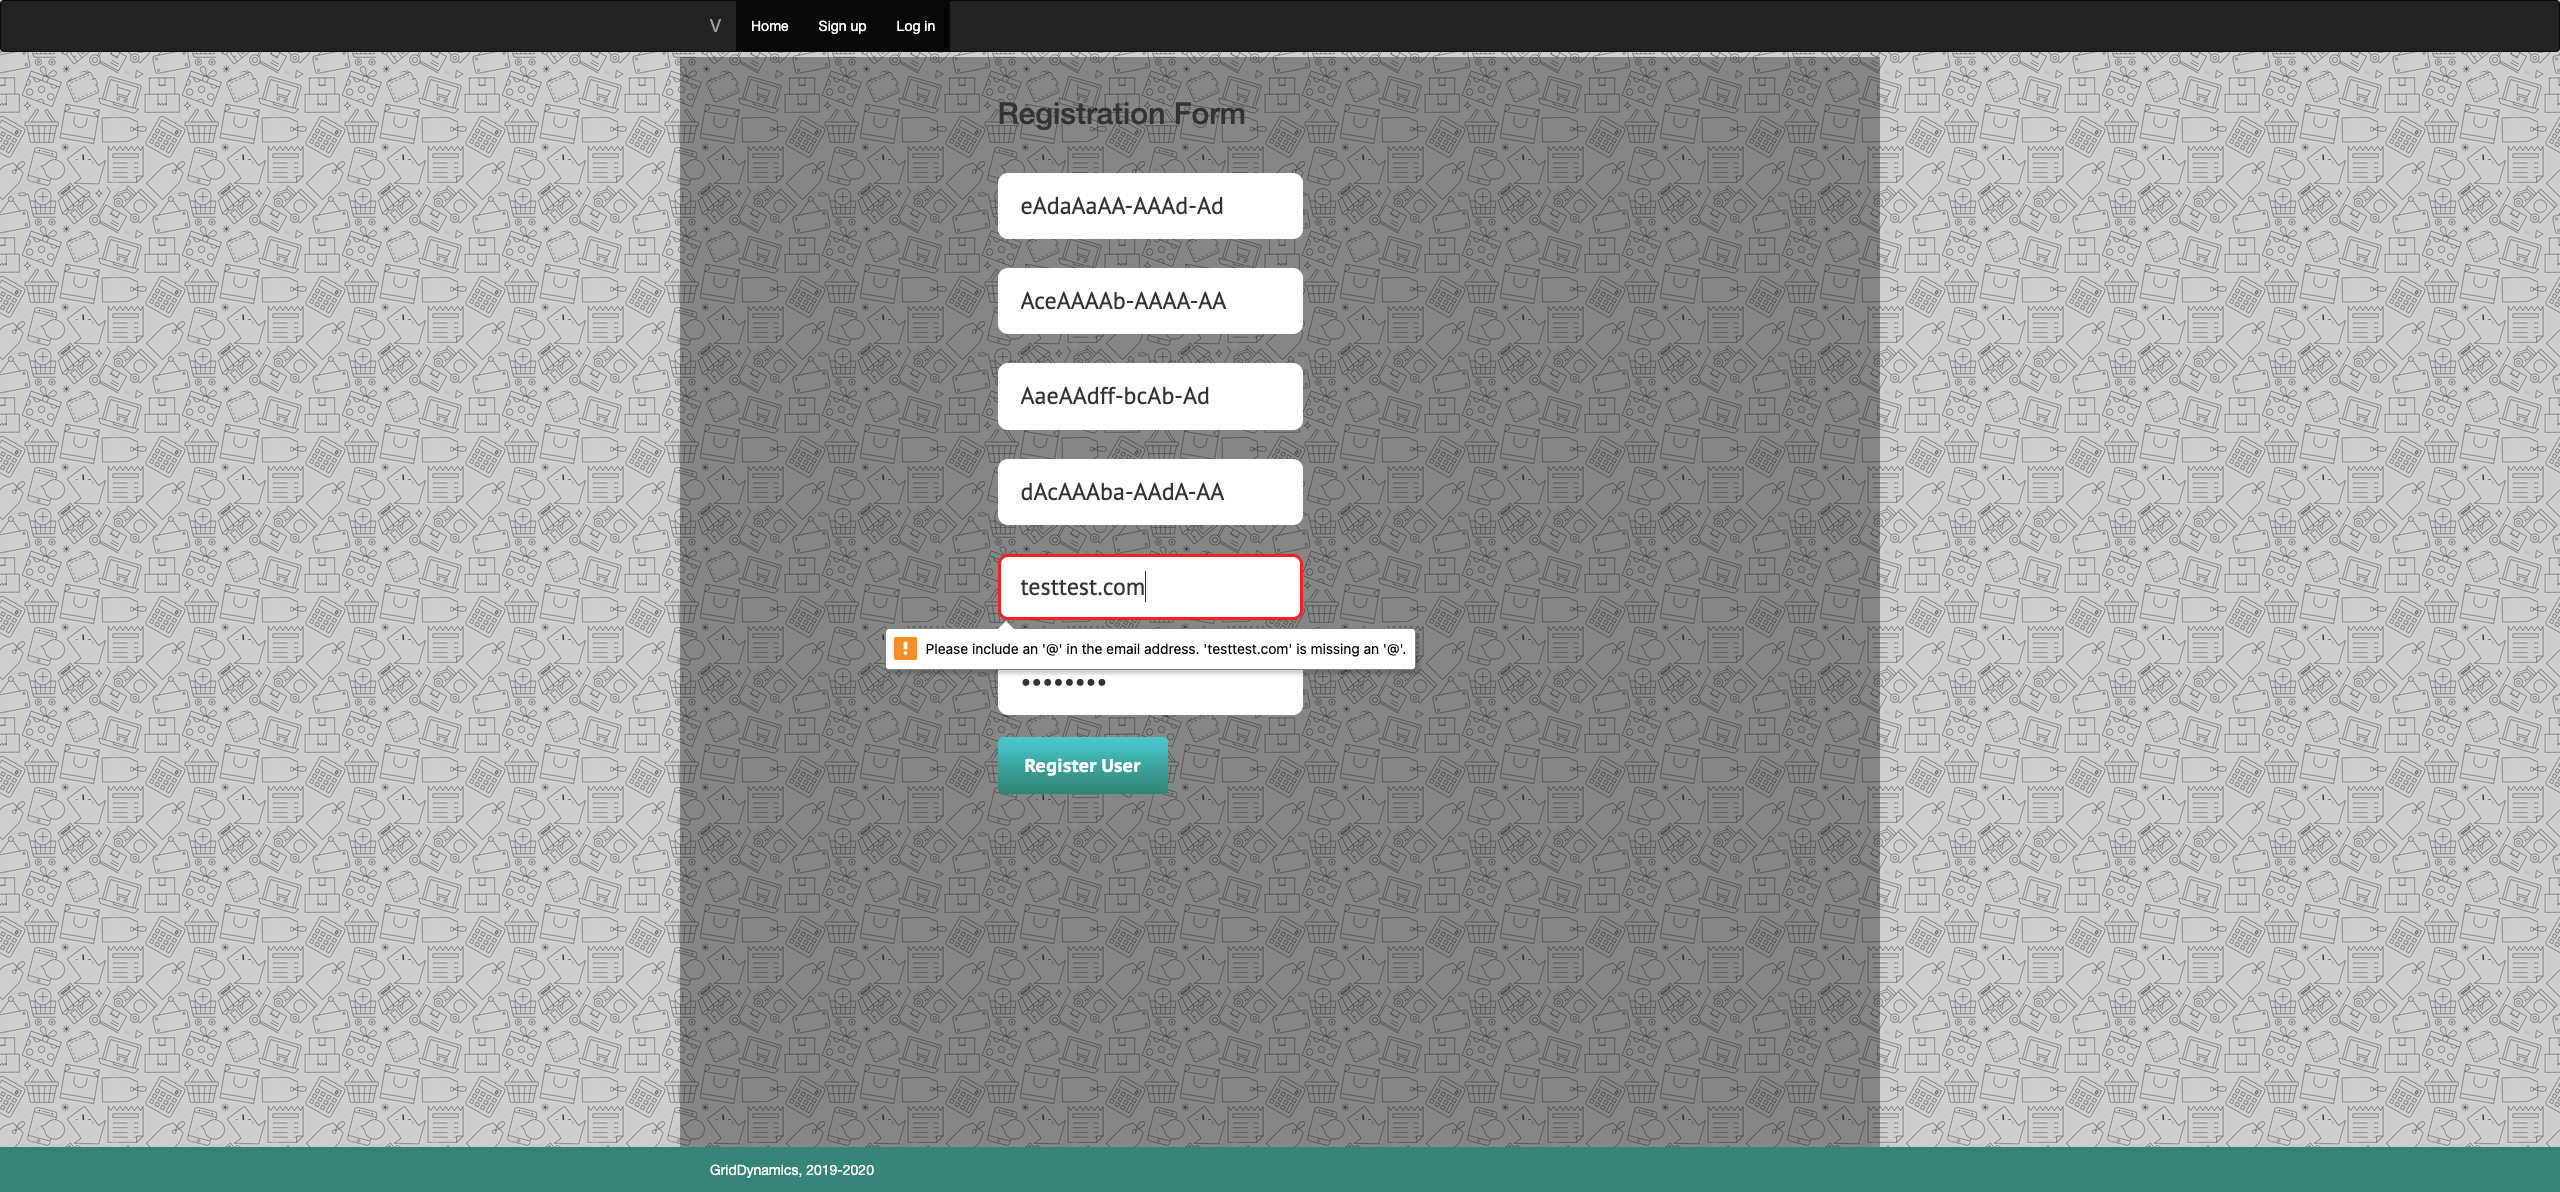 V Home Sign up Log in
Registration Form
eAdaAaAA-AAAd-Ad
AceAAAAb-AAAA-AA
AaeAAdff-bcAb-Ad
dAcAAAba-AAdA-AA
testtest.com
Please include an '@' in the email address. 'testtest.com' is missing an '@'.
••••••••
Register User
GridDynamics, 2019-2020